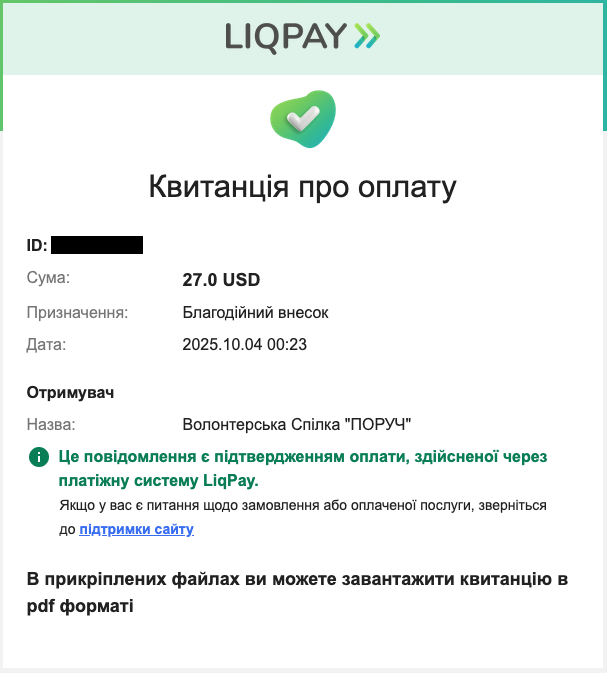 LIQPAY
Квитанція про оплату
ID:
Сума: 27.0 USD
Призначення: Благодійний внесок
Дата: 2025.10.04 00:23
Отримувач
Назва: Волонтерська Спілка "ПОРУЧ"
Це повідомлення є підтвердженням оплати, здійсненої через
платіжну систему LiqPay.
Якщо у вас є питання щодо замовлення або оплаченої послуги, зверніться
до підтримки сайту
В прикріплених файлах ви можете завантажити квитанцію в
pdf форматі